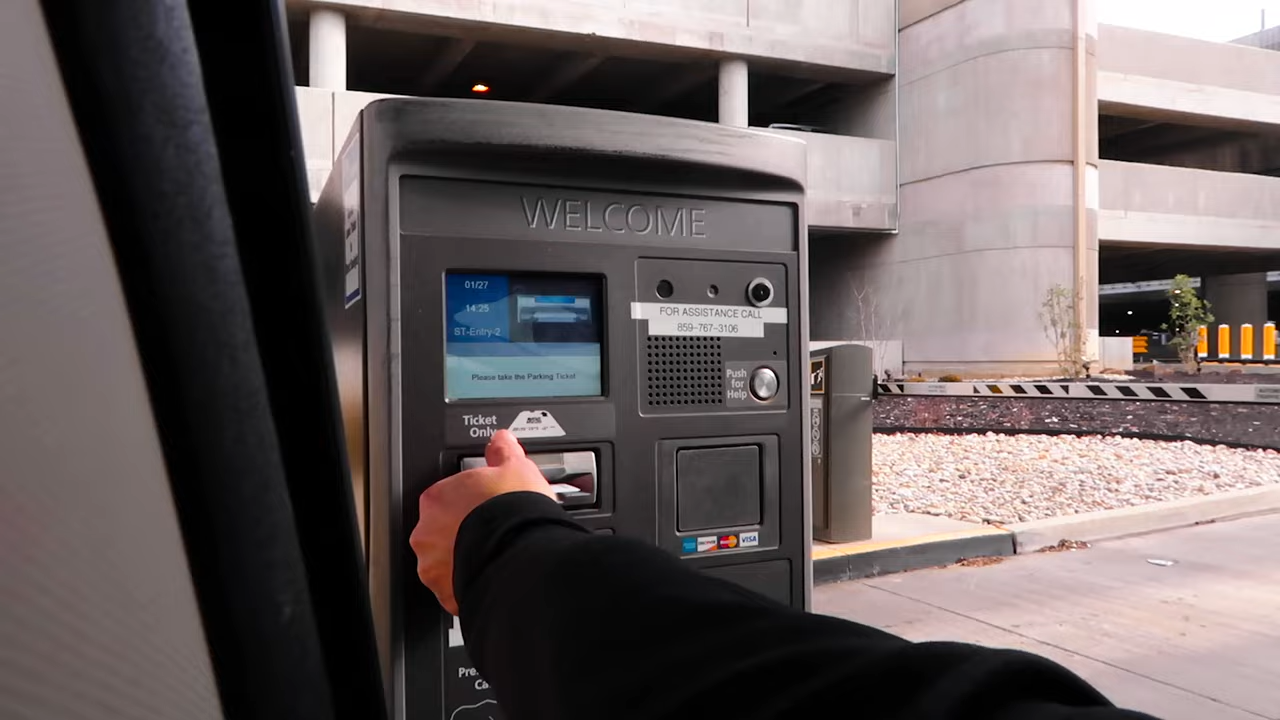 WELCOME
01/27
14:25
ST-Entry-2
Please take the Parking Ticket
FOR ASSISTANCE CALL
859-767-3106
Push
for
Help
Ticket
Only
DISCOVER
VISA